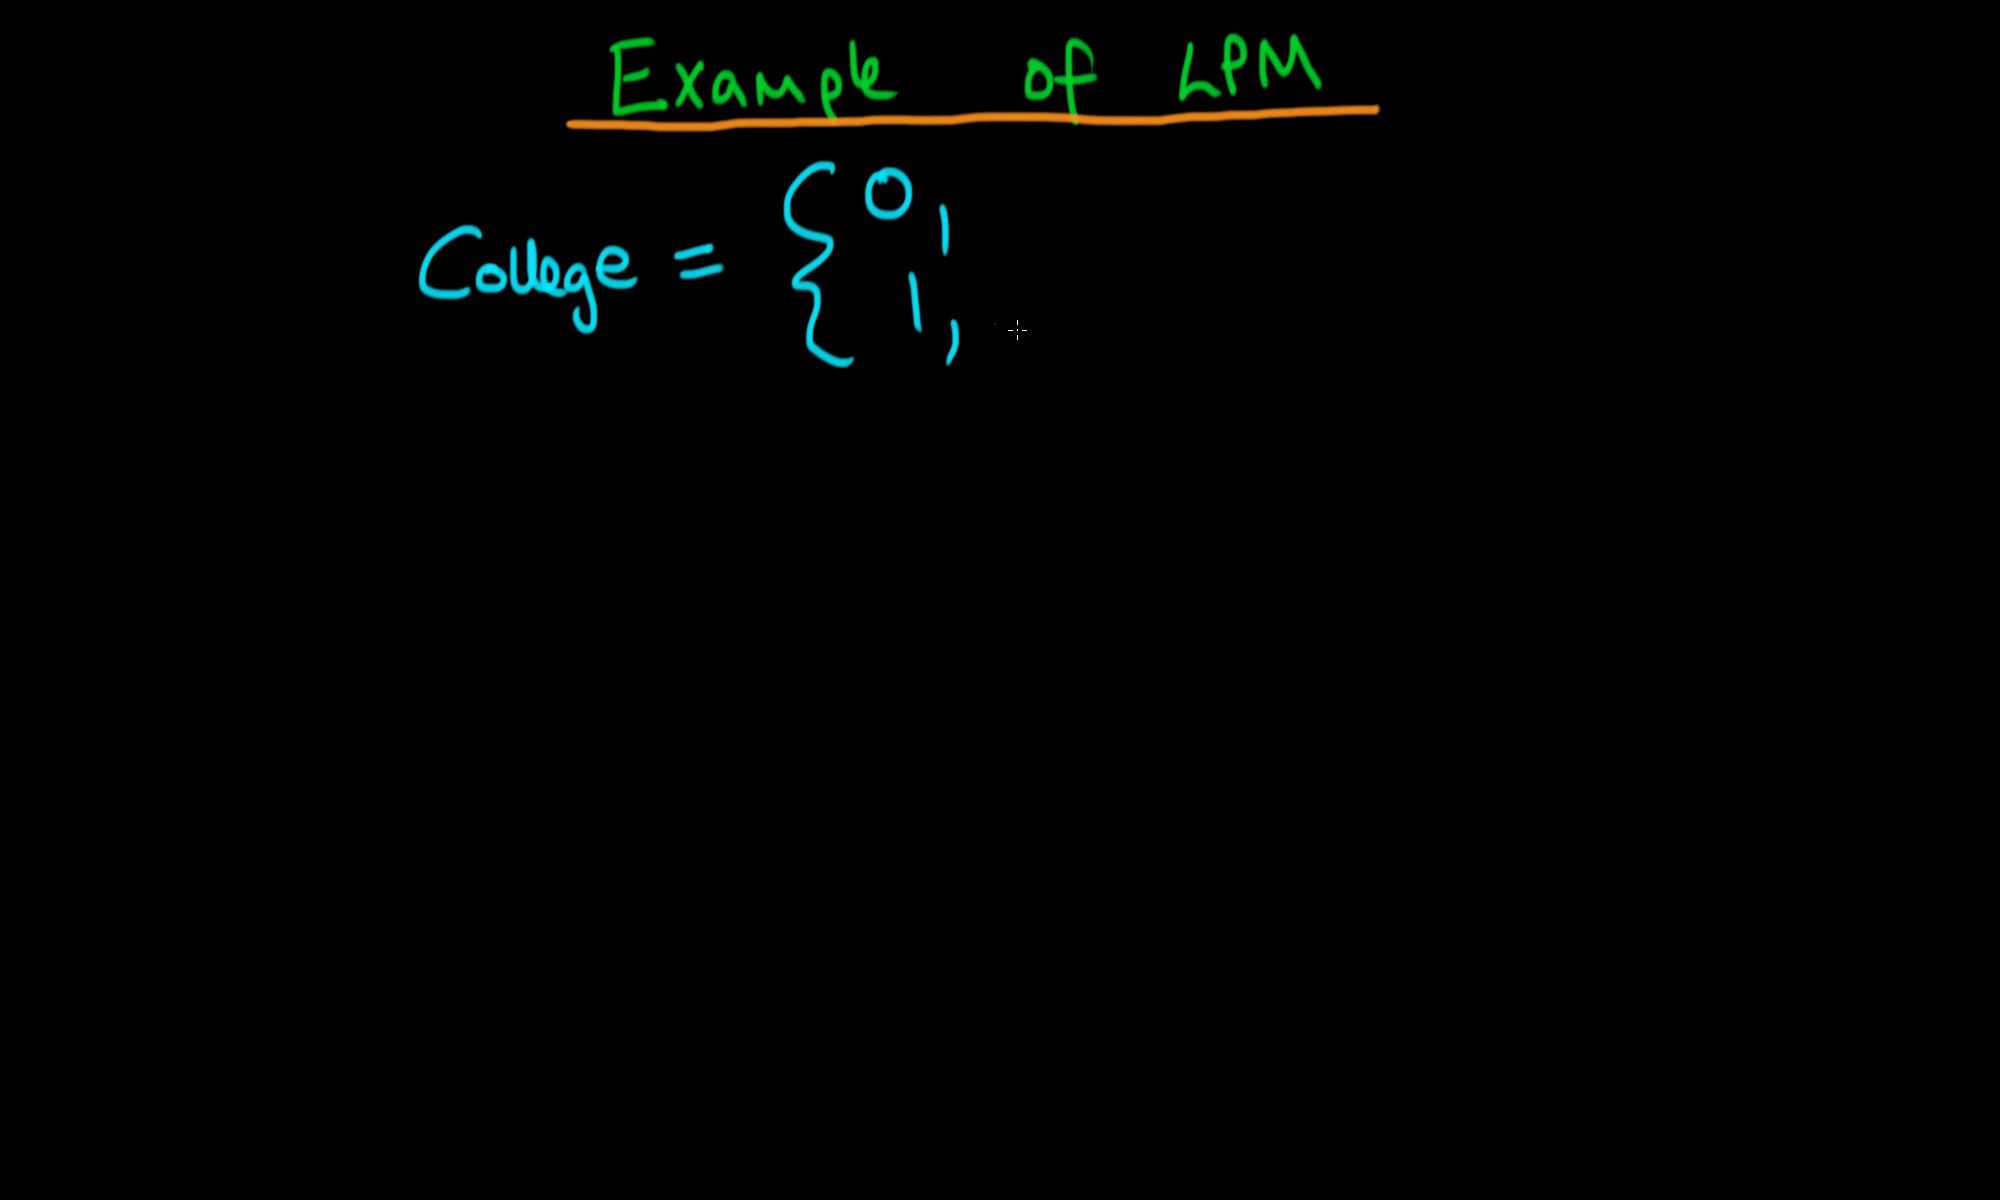 Example of LPM
College = { 0,
1,